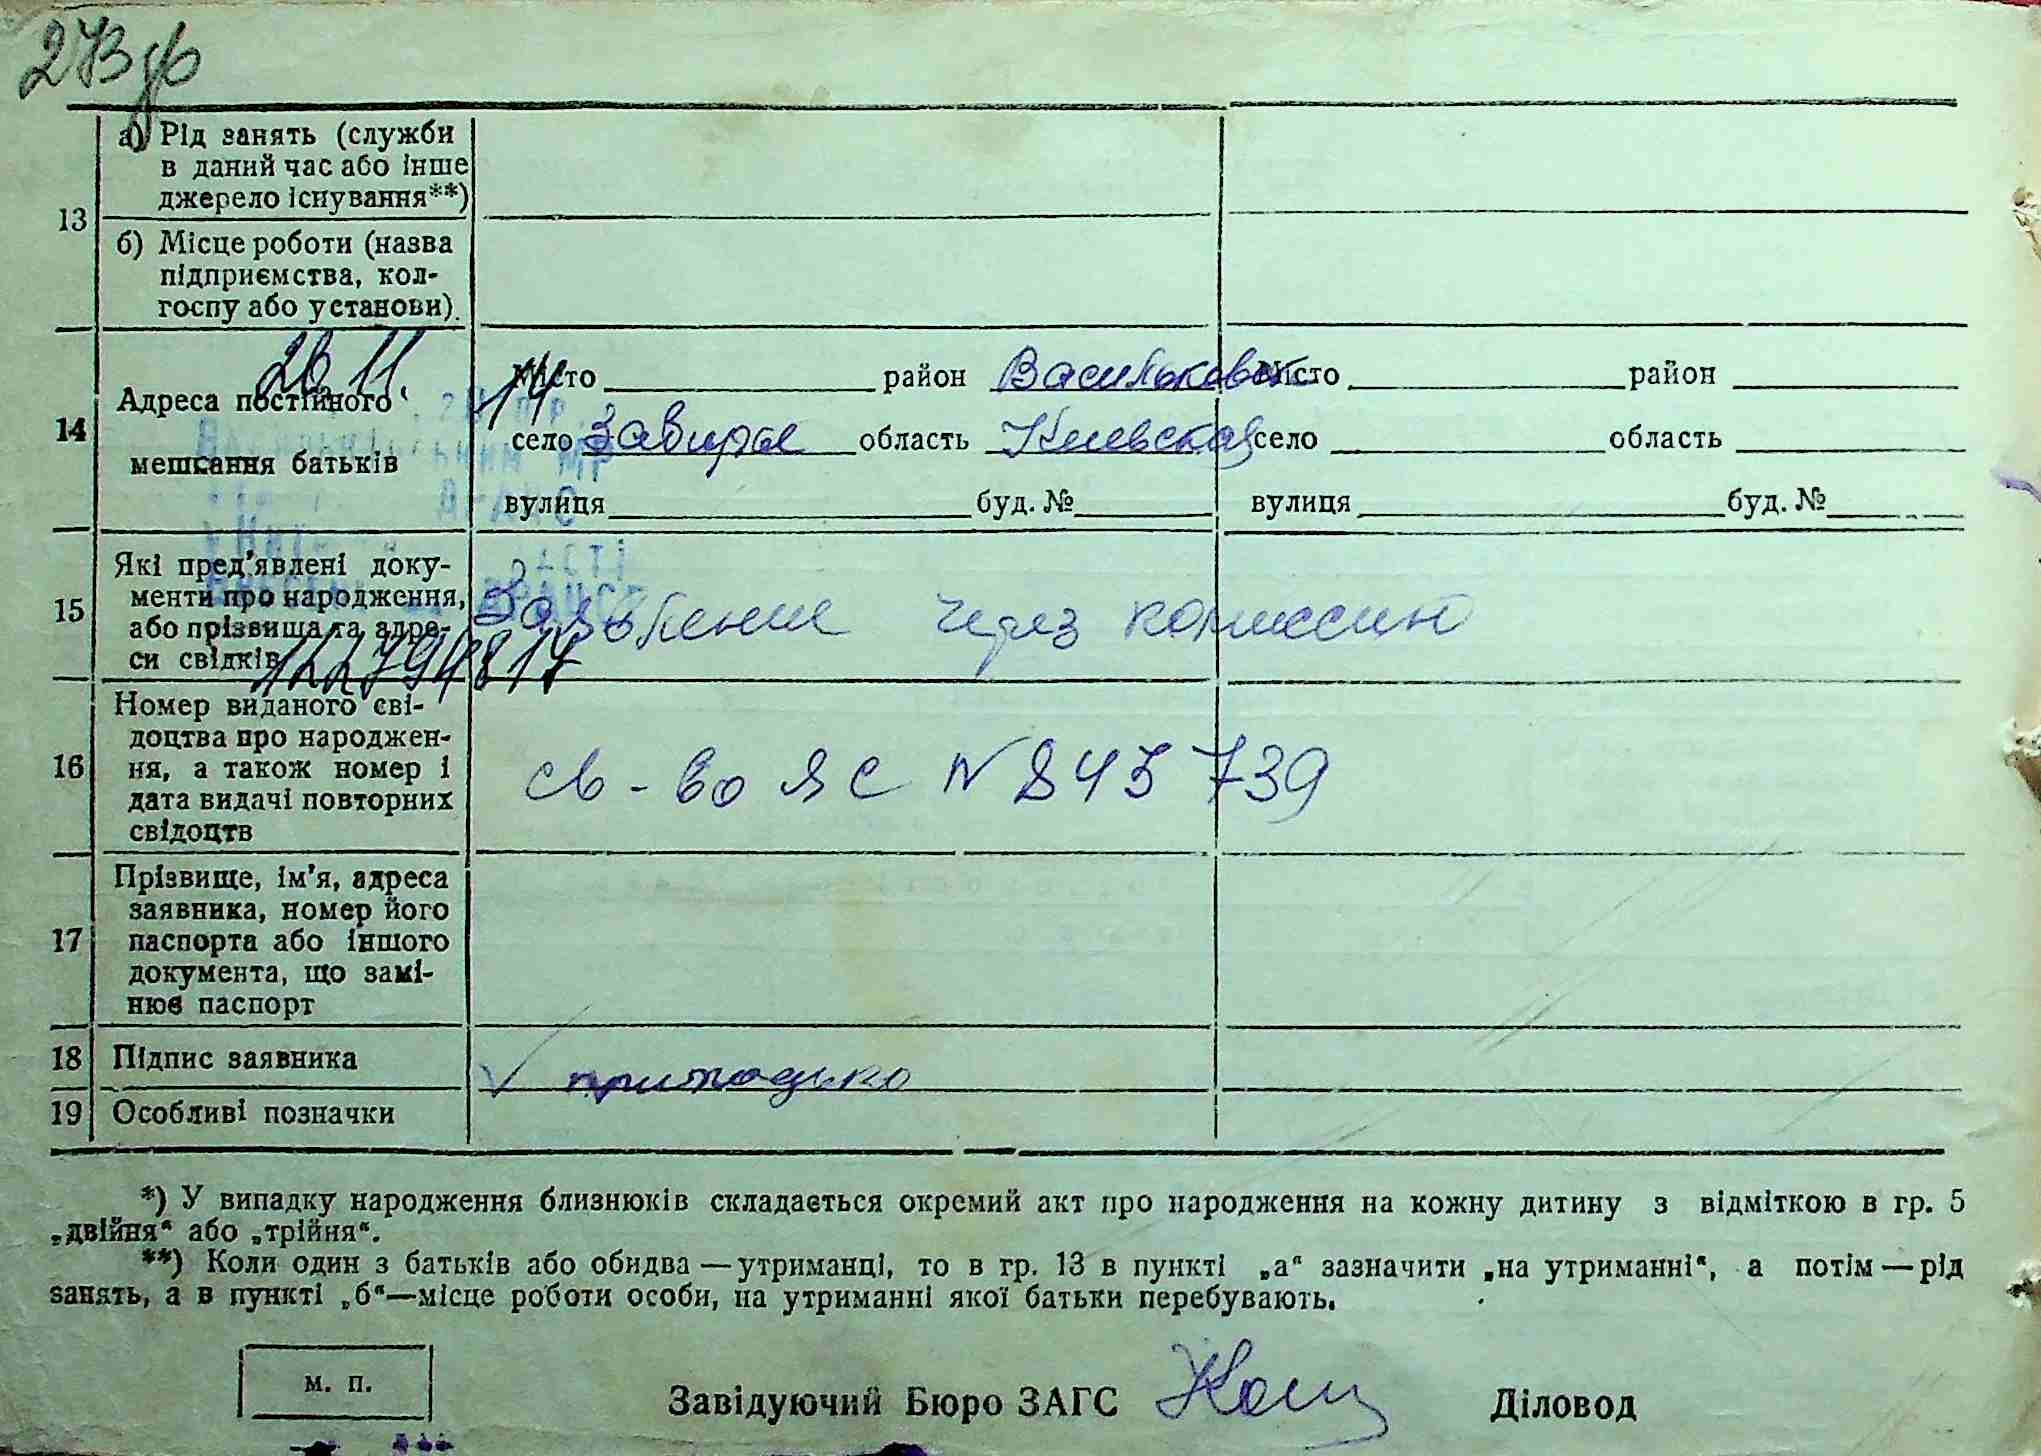 273 зв
13
а) Рід занять (служби
в даний час або інше
джерело існування**)
б) Місце роботи (назва
підприємства, кол-
госпу або установи).
14
Адреса постійного
мешкання батьків
місто район Васильковск
село область Киевская
вулиця буд. №
місто район
село область
вулиця буд. №
15
Які пред'явлені доку-
менти про народження,
або прізвища та адре-
си свідків
Заявление через комиссию
16
Номер виданого сві-
доцтва про народжен-
ня, а також номер і
дата видачі повторних
свідоцтв
св-во ЯС N 843739
17
Прізвище, ім'я, адреса
заявника, номер його
паспорта або іншого
документа, що замі-
нює паспорт
18 Підпис заявника
19 Особливі позначки
*) У випадку народження близнюків складається окремий акт про народження на кожну дитину з відміткою в гр. 5
„двійня“ або „трійня“.
**) Коли один з батьків або обидва — утриманці, то в гр. 13 в пункті „а“ зазначити „на утриманні“, а потім — рід
занять, а в пункті „б“—місце роботи особи, на утриманні якої батьки перебувають.
м. п.
Завідуючий Бюро ЗАГС Діловод